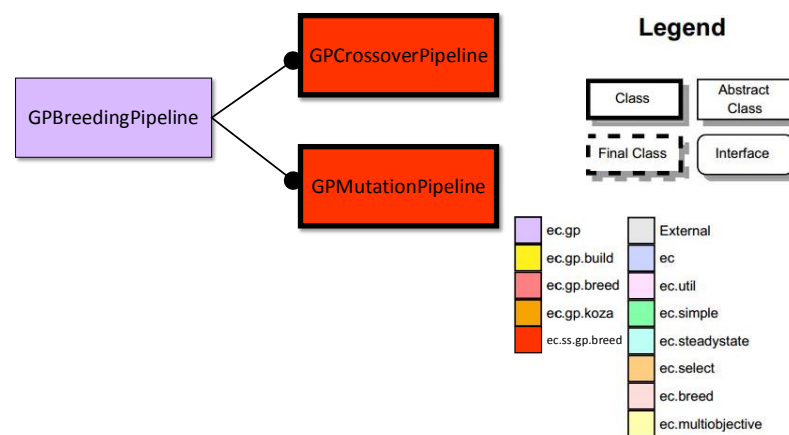 GPBreedingPipeline
GPCrossoverPipeline
GPMutationPipeline
Legend
Class
Abstract
Class
Final Class
Interface
ec.gp
ec.gp.build
ec.gp.breed
ec.gp.koza
ec.ss.gp.breed
External
ec
ec.util
ec.simple
ec.steadystate
ec.select
ec.breed
ec.multiobjective